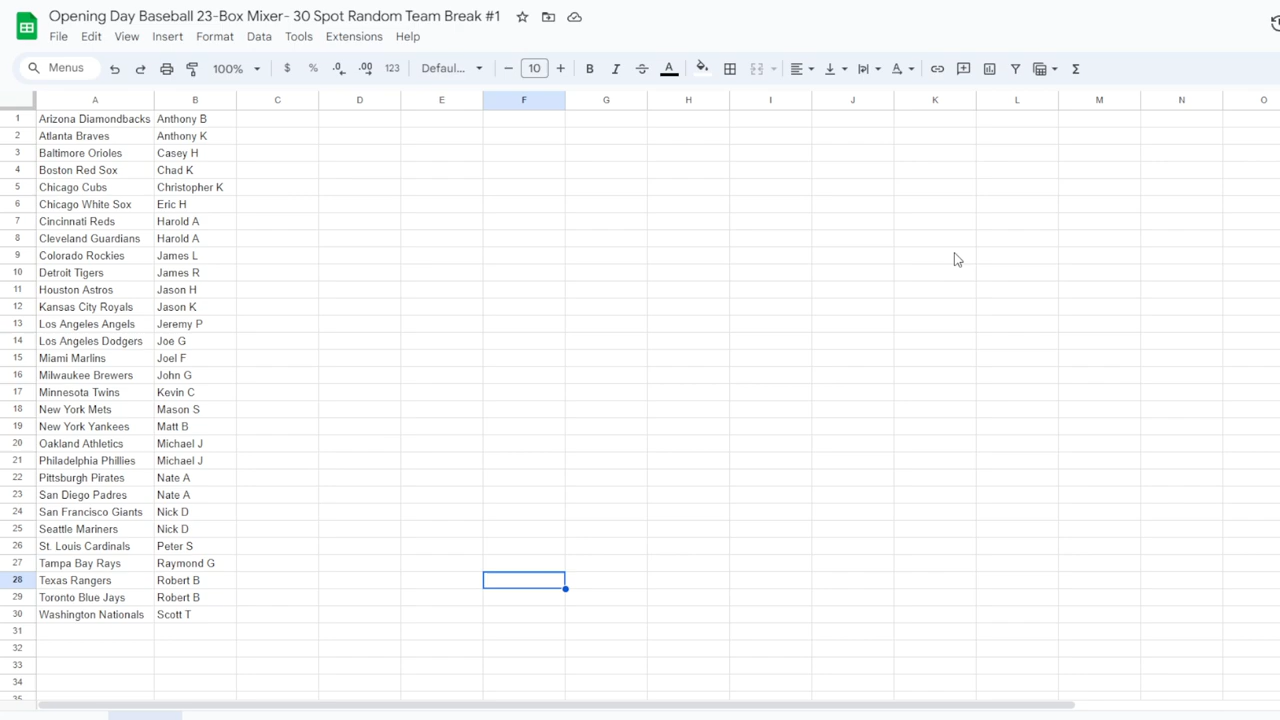 Opening Day Baseball 23-Box Mixer- 30 Spot Random Team Break #1
File Edit View Insert Format Data Tools Extensions Help
Menus 100% $ % .0 .00 123 Defaul... 10 B I A A Σ
A B C D E F G H I J K L M N O
1 Arizona Diamondbacks Anthony B
2 Atlanta Braves Anthony K
3 Baltimore Orioles Casey H
4 Boston Red Sox Chad K
5 Chicago Cubs Christopher K
6 Chicago White Sox Eric H
7 Cincinnati Reds Harold A
8 Cleveland Guardians Harold A
9 Colorado Rockies James L
10 Detroit Tigers James R
11 Houston Astros Jason H
12 Kansas City Royals Jason K
13 Los Angeles Angels Jeremy P
14 Los Angeles Dodgers Joe G
15 Miami Marlins Joel F
16 Milwaukee Brewers John G
17 Minnesota Twins Kevin C
18 New York Mets Mason S
19 New York Yankees Matt B
20 Oakland Athletics Michael J
21 Philadelphia Phillies Michael J
22 Pittsburgh Pirates Nate A
23 San Diego Padres Nate A
24 San Francisco Giants Nick D
25 Seattle Mariners Nick D
26 St. Louis Cardinals Peter S
27 Tampa Bay Rays Raymond G
28 Texas Rangers Robert B
29 Toronto Blue Jays Robert B
30 Washington Nationals Scott T
31
32
33
34
35